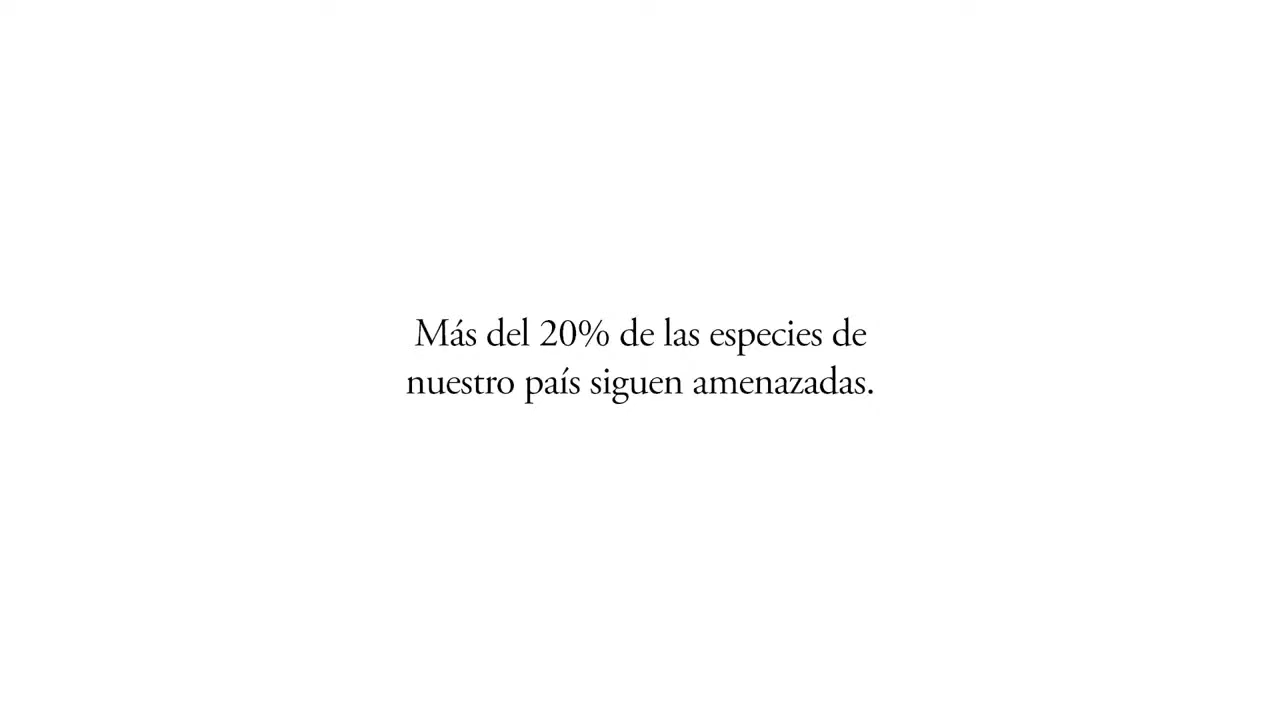 Más del 20% de las especies de
nuestro país siguen amenazadas.